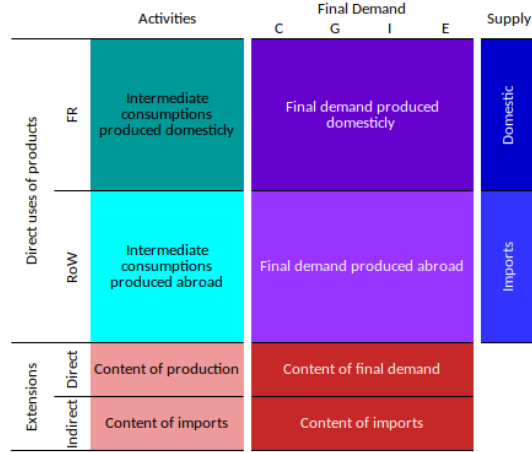 Activities
Final Demand
Supply
C G I E
Direct uses of products
FR
Intermediate
consumptions
produced domesticly
Final demand produced
domesticly
Domestic
RoW
Intermediate
consumptions
produced abroad
Final demand produced abroad
Imports
Extensions
Direct
Content of production
Content of final demand
Indirect
Content of imports
Content of imports